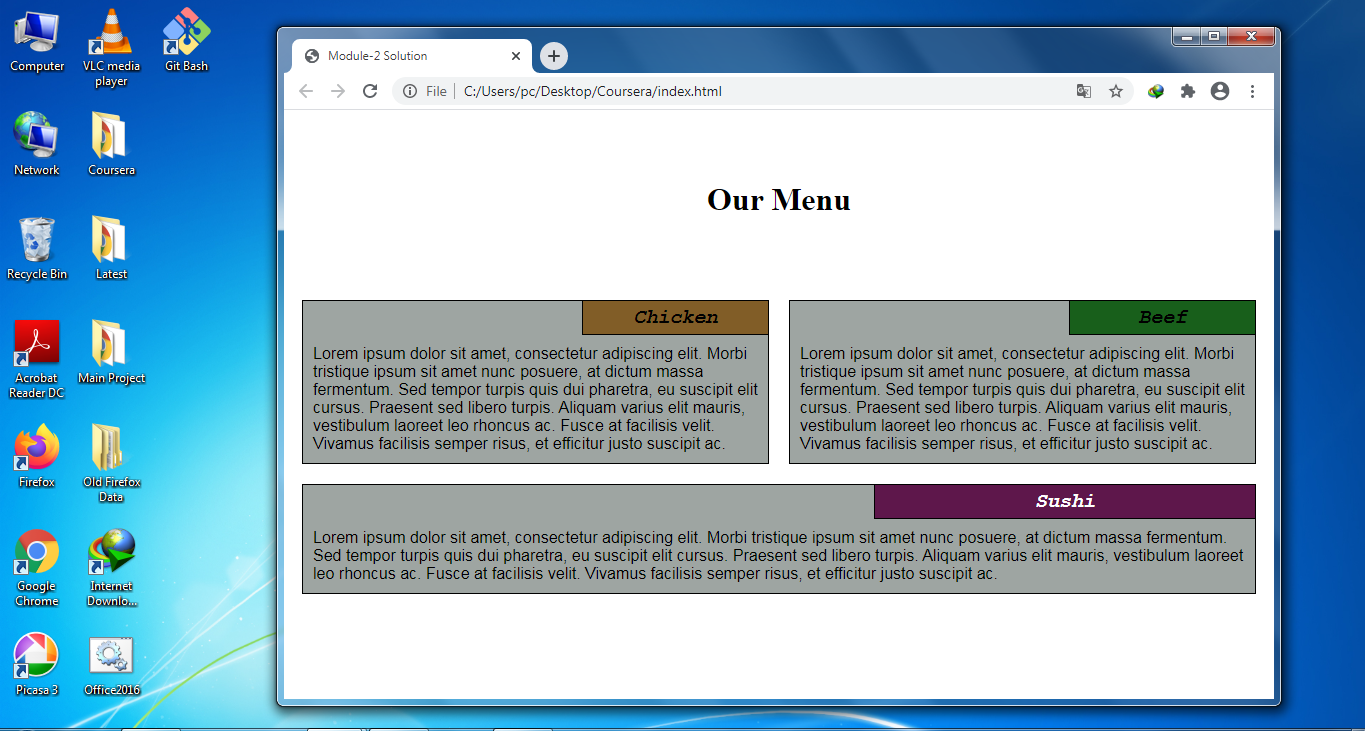 Computer
VLC media
player
Git Bash
Network
Coursera
Recycle Bin
Latest
Acrobat
Reader DC
Main Project
Firefox
Old Firefox
Data
Google
Chrome
Internet
Downlo...
Picasa 3
Office2016
Module-2 Solution
File
C:/Users/pc/Desktop/Coursera/index.html
Our Menu
Chicken
Lorem ipsum dolor sit amet, consectetur adipiscing elit. Morbi
tristique ipsum sit amet nunc posuere, at dictum massa
fermentum. Sed tempor turpis quis dui pharetra, eu suscipit elit
cursus. Praesent sed libero turpis. Aliquam varius elit mauris,
vestibulum laoreet leo rhoncus ac. Fusce at facilisis velit.
Vivamus facilisis semper risus, et efficitur justo suscipit ac.
Beef
Lorem ipsum dolor sit amet, consectetur adipiscing elit. Morbi
tristique ipsum sit amet nunc posuere, at dictum massa
fermentum. Sed tempor turpis quis dui pharetra, eu suscipit elit
cursus. Praesent sed libero turpis. Aliquam varius elit mauris,
vestibulum laoreet leo rhoncus ac. Fusce at facilisis velit.
Vivamus facilisis semper risus, et efficitur justo suscipit ac.
Sushi
Lorem ipsum dolor sit amet, consectetur adipiscing elit. Morbi tristique ipsum sit amet nunc posuere, at dictum massa fermentum.
Sed tempor turpis quis dui pharetra, eu suscipit elit cursus. Praesent sed libero turpis. Aliquam varius elit mauris, vestibulum laoreet
leo rhoncus ac. Fusce at facilisis velit. Vivamus facilisis semper risus, et efficitur justo suscipit ac.